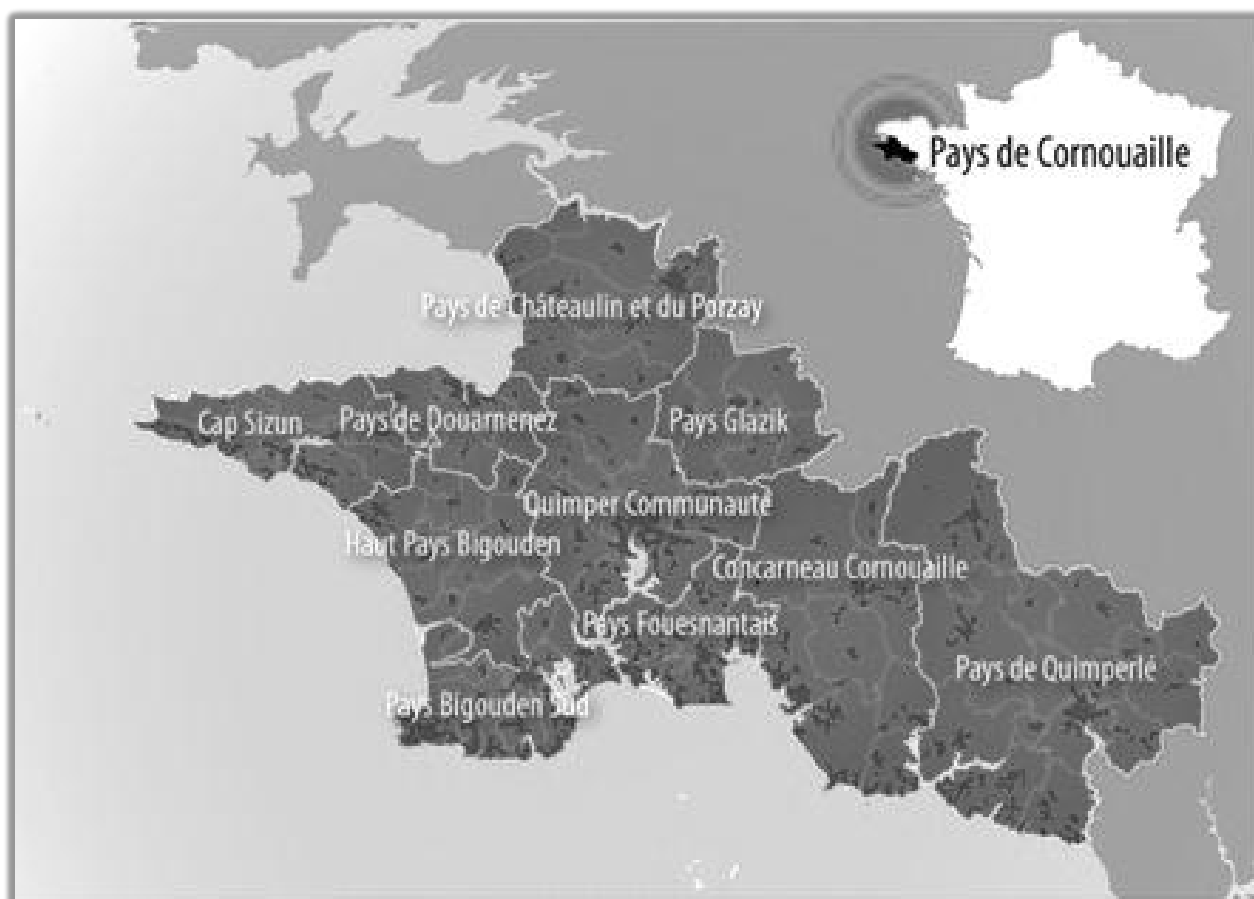 Pays de Cornouaille
Pays de Châteaulin et du Porzay
Cap Sizun
Pays de Douarnenez
Pays Glazik
Quimper Communauté
Haut Pays Bigouden
Concarneau Cornouaille
Pays Fouesnantais
Pays de Quimperlé
Pays Bigouden Sud